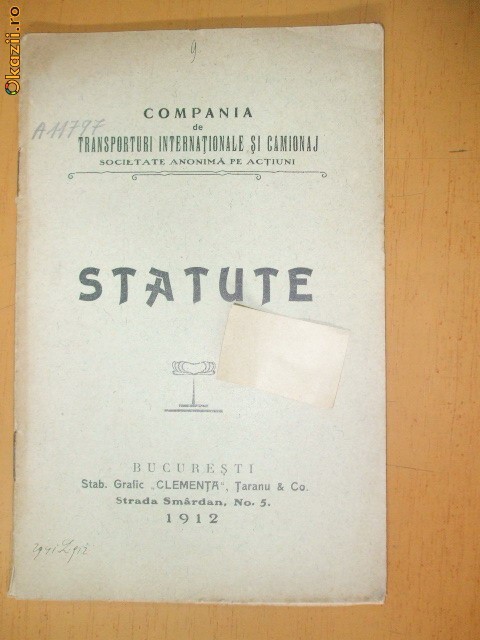 Okazii.ro
9
A11797
COMPANIA
de
TRANSPORTURI INTERNAȚIONALE ȘI CAMIONAJ
SOCIETATE ANONIMĂ PE ACȚIUNI
STATUTE
BUCUREȘTI
Stab. Grafic „CLEMENȚA“, Țaranu & Co.
Strada Smârdan, No. 5.
1912